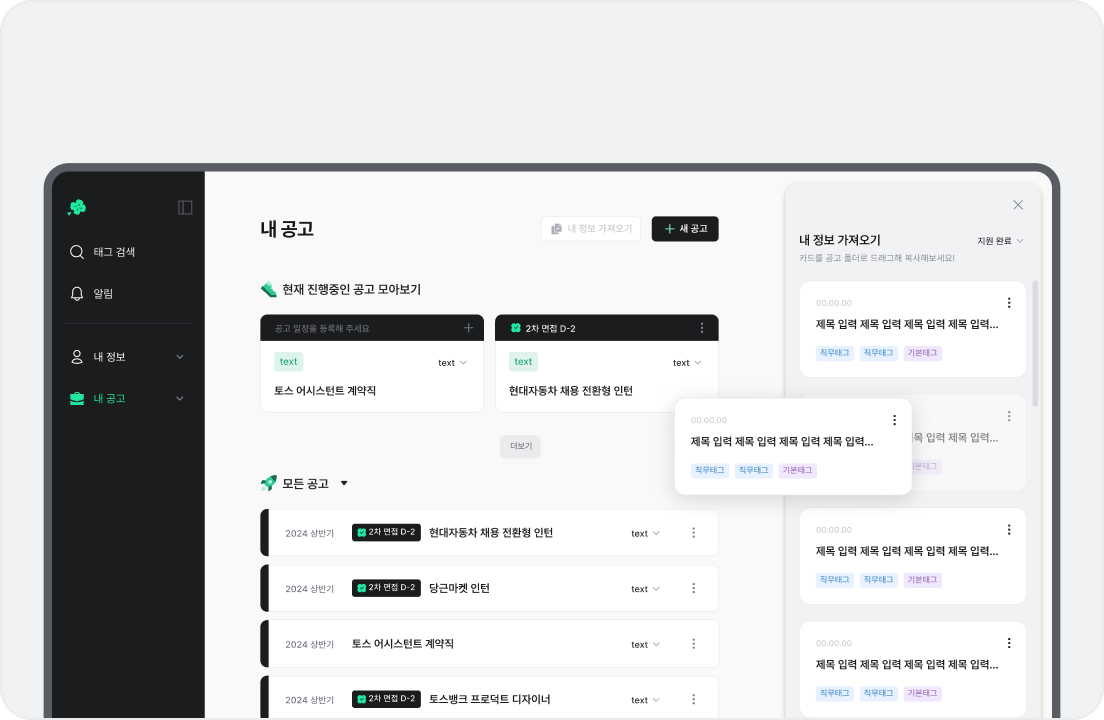 태그 검색
알림
내 정보
내 공고
내 공고
내 정보 가져오기
새 공고
현재 진행중인 공고 모아보기
공고 일정을 등록해 주세요
text
text
토스 어시스턴트 계약직
2차 면접 D-2
text
text
현대자동차 채용 전환형 인턴
더보기
모든 공고
2024 상반기 2차 면접 D-2 현대자동차 채용 전환형 인턴 text
2024 상반기 2차 면접 D-2 당근마켓 인턴 text
2024 상반기 토스 어시스턴트 계약직 text
2024 상반기 2차 면접 D-2 토스뱅크 프로덕트 디자이너 text
내 정보 가져오기
지원 완료
카드를 공고 폴더로 드래그해 복사해보세요!
00.00.00
제목 입력 제목 입력 제목 입력 제목 입력...
직무태그 직무태그 기본태그
00.00.00
제목 입력 제목 입력 제목 입력 제목 입력...
직무태그 직무태그 기본태그
목 입력 제목 입력...
본태그
00.00.00
제목 입력 제목 입력 제목 입력 제목 입력...
직무태그 직무태그 기본태그
00.00.00
제목 입력 제목 입력 제목 입력 제목 입력...
직무태그 직무태그 기본태그